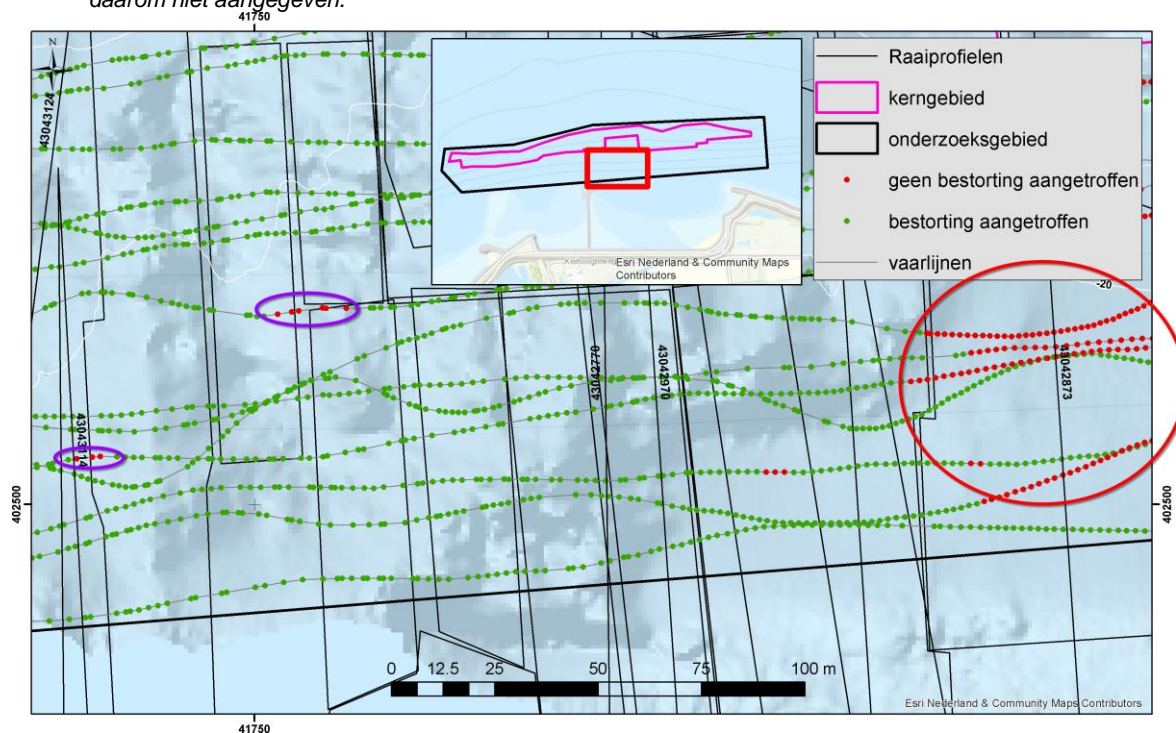 daarom niet aangegeven.
41750
N
43043124
Raaiprofielen
kerngebied
onderzoeksgebied
geen bestorting aangetroffen
bestorting aangetroffen
vaarlijnen
Esri Nederland & Community Maps
Contributors
-20
43042770
42042970
43042873
43043114
402500
402500
0 12.5 25 50 75 100 m
Esri Nederland & Community Maps Contributors
41750